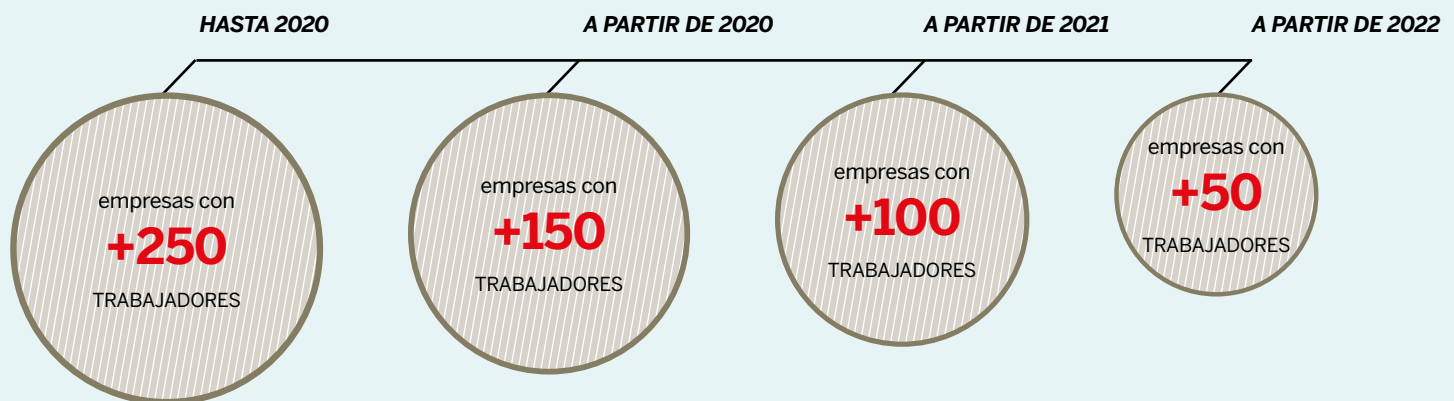 HASTA 2020
A PARTIR DE 2020
A PARTIR DE 2021
A PARTIR DE 2022
empresas con
+250
TRABAJADORES
empresas con
+150
TRABAJADORES
empresas con
+100
TRABAJADORES
empresas con
+50
TRABAJADORES